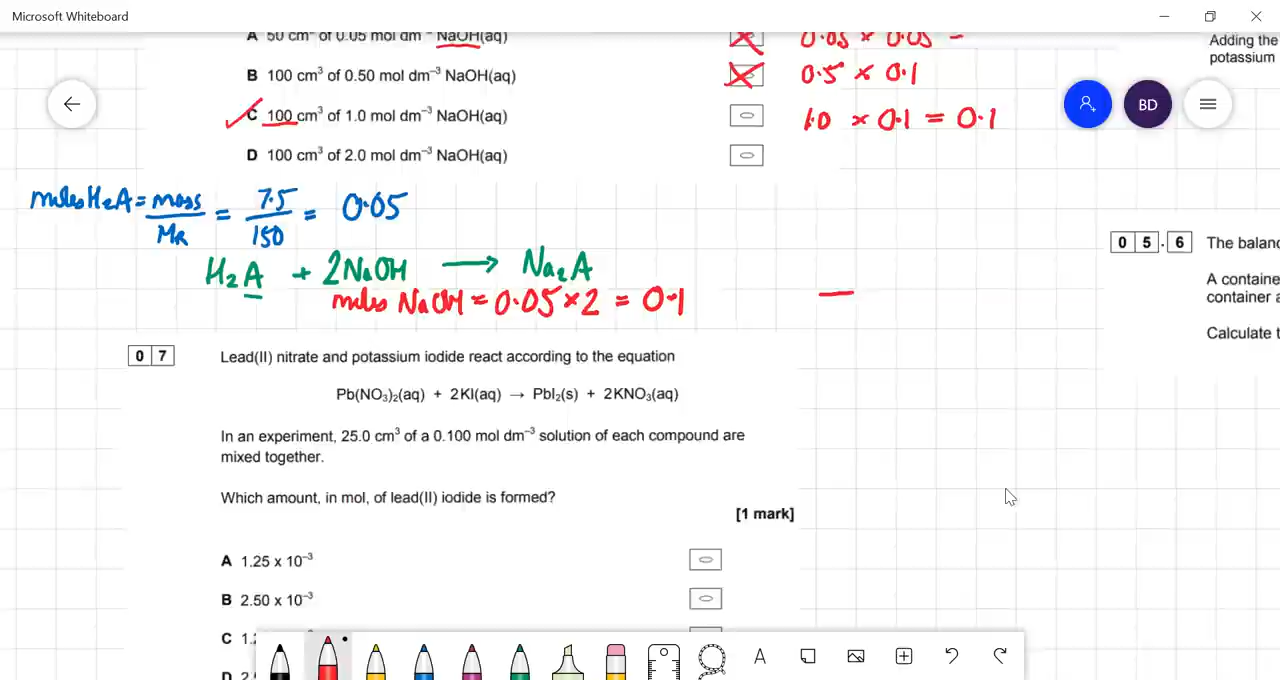 Microsoft Whiteboard
A 50 cm³ of 0.05 mol dm⁻³ NaOH(aq)
0.05 × 0.05 =
Adding the
potassium
B 100 cm³ of 0.50 mol dm⁻³ NaOH(aq)
0.5 × 0.1
BD
C 100 cm³ of 1.0 mol dm⁻³ NaOH(aq)
1.0 × 0.1 = 0.1
D 100 cm³ of 2.0 mol dm⁻³ NaOH(aq)
moles H₂A = mass / MR = 7.5 / 150 = 0.05
H₂A + 2NaOH → Na₂A
moles NaOH = 0.05 × 2 = 0.1
0 5 . 6 The balanc
A containe
container a
Calculate t
0 7 Lead(II) nitrate and potassium iodide react according to the equation
Pb(NO₃)₂(aq) + 2KI(aq) → PbI₂(s) + 2KNO₃(aq)
In an experiment, 25.0 cm³ of a 0.100 mol dm⁻³ solution of each compound are
mixed together.
Which amount, in mol, of lead(II) iodide is formed?
[1 mark]
A 1.25 x 10⁻³
B 2.50 x 10⁻³
C 1.2
D 2
A